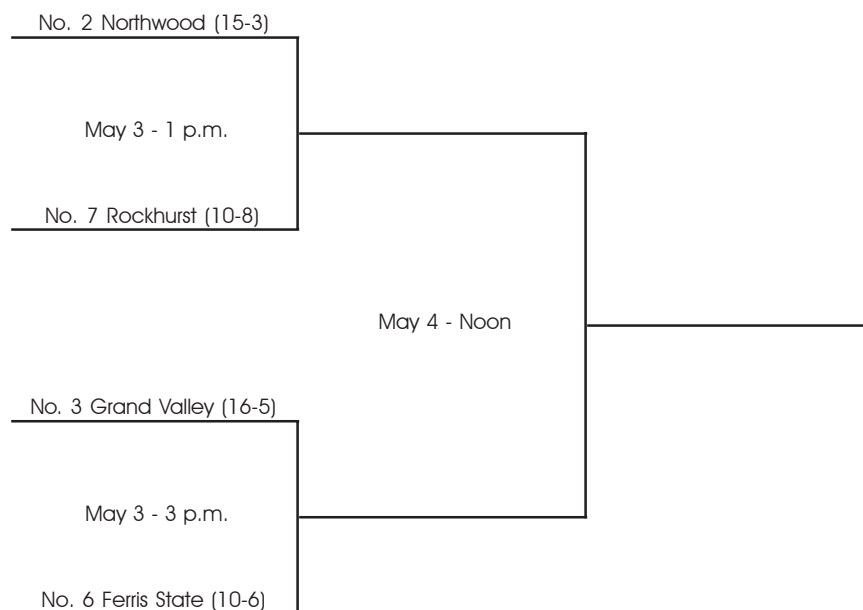 No. 2 Northwood (15-3)
May 3 - 1 p.m.
No. 7 Rockhurst (10-8)
May 4 - Noon
No. 3 Grand Valley (16-5)
May 3 - 3 p.m.
No. 6 Ferris State (10-6)